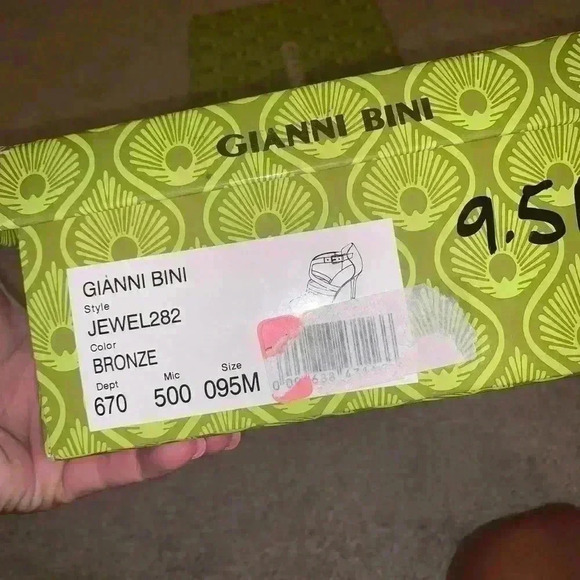 GIANNI BINI
9.5
GIANNI BINI
Style
JEWEL282
Color
BRONZE
Dept Mic Size
670 500 095M